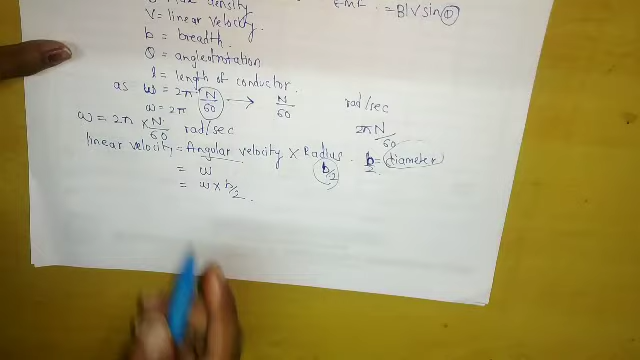 density EMF = BlV sin θ
V = linear velocity.
b = breadth.
θ = angle of rotation
l = length of conductor.
as ω = 2π × N/60 → N/60 rad/sec
ω = 2π
ω = 2π × N/60 rad/sec 2πN/60
linear velocity = Angular velocity × Radius. b/2 = diameter
= ω b/2
= ω × b/2.